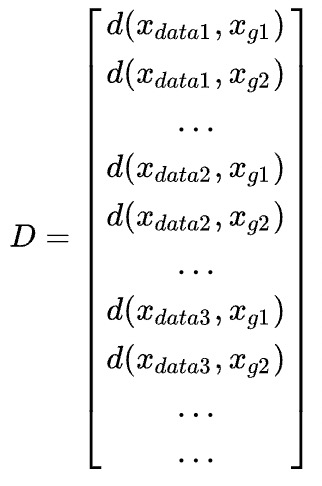 d(x_{data1}, x_{g1})
d(x_{data1}, x_{g2})
...
d(x_{data2}, x_{g1})
D = d(x_{data2}, x_{g2})
...
d(x_{data3}, x_{g1})
d(x_{data3}, x_{g2})
...
...